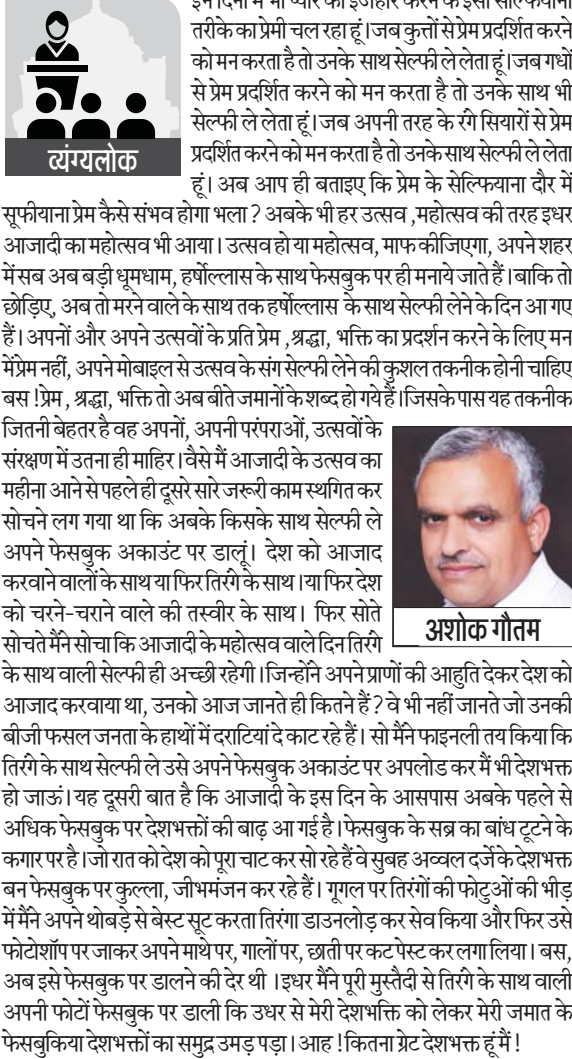 व्यंग्यलोक
इन दिनों में भी प्यार का इजहार करने के इसी सेल्फियाना
तरीके का प्रेमी चल रहा हूं। जब कुत्तों से प्रेम प्रदर्शित करने
को मन करता है तो उनके साथ सेल्फी ले लेता हूं। जब गधों
से प्रेम प्रदर्शित करने को मन करता है तो उनके साथ भी
सेल्फी ले लेता हूं। जब अपनी तरह के रंगे सियारों से प्रेम
प्रदर्शित करने को मन करता है तो उनके साथ सेल्फी ले लेता
हूं। अब आप ही बताइए कि प्रेम के सेल्फियाना दौर में
सूफीयाना प्रेम कैसे संभव होगा भला ? अबके भी हर उत्सव ,महोत्सव की तरह इधर
आजादी का महोत्सव भी आया। उत्सव हो या महोत्सव, माफ कीजिएगा, अपने शहर
में सब अब बड़ी धूमधाम, हर्षोल्लास के साथ फेसबुक पर ही मनाये जाते हैं। बाकि तो
छोड़िए, अब तो मरने वाले के साथ तक हर्षोल्लास के साथ सेल्फी लेने के दिन आ गए
हैं। अपनों और अपने उत्सवों के प्रति प्रेम ,श्रद्धा, भक्ति का प्रदर्शन करने के लिए मन
में प्रेम नहीं, अपने मोबाइल से उत्सव के संग सेल्फी लेने की कुशल तकनीक होनी चाहिए
बस !प्रेम , श्रद्धा, भक्ति तो अब बीते जमानों के शब्द हो गये हैं।जिसके पास यह तकनीक
जितनी बेहतर है वह अपनों, अपनी परंपराओं, उत्सवों के
संरक्षण में उतना ही माहिर। वैसे मैं आजादी के उत्सव का
महीना आने से पहले ही दूसरे सारे जरूरी काम स्थगित कर
सोचने लग गया था कि अबके किसके साथ सेल्फी ले
अपने फेसबुक अकाउंट पर डालूं। देश को आजाद
करवाने वालों के साथ या फिर तिरंगे के साथ। या फिर देश
को चरने-चराने वाले की तस्वीर के साथ। फिर सोते
सोचते मैंने सोचा कि आजादी के महोत्सव वाले दिन तिरंगे
के साथ वाली सेल्फी ही अच्छी रहेगी। जिन्होंने अपने प्राणों की आहुति देकर देश को
आजाद करवाया था, उनको आज जानते ही कितने हैं ? वे भी नहीं जानते जो उनकी
बीजी फसल जनता के हाथों में दराटियां दे काट रहे हैं। सो मैंने फाइनली तय किया कि
तिरंगे के साथ सेल्फी ले उसे अपने फेसबुक अकाउंट पर अपलोड कर मैं भी देशभक्त
हो जाऊं। यह दूसरी बात है कि आजादी के इस दिन के आसपास अबके पहले से
अधिक फेसबुक पर देशभक्तों की बाढ़ आ गई है। फेसबुक के सब्र का बांध टूटने के
कगार पर है। जो रात को देश को पूरा चाट कर सो रहे हैं वे सुबह अव्वल दर्जे के देशभक्त
बन फेसबुक पर कुल्ला, जीभमंजन कर रहे हैं। गूगल पर तिरंगों की फोटुओं की भीड़
में मैंने अपने थोबड़े से बेस्ट सूट करता तिरंगा डाउनलोड़ कर सेव किया और फिर उसे
फोटोशॉप पर जाकर अपने माथे पर, गालों पर, छाती पर कट पेस्ट कर लगा लिया। बस,
अब इसे फेसबुक पर डालने की देर थी ।इधर मैंने पूरी मुस्तैदी से तिरंगे के साथ वाली
अपनी फोटों फेसबुक पर डाली कि उधर से मेरी देशभक्ति को लेकर मेरी जमात के
फेसबुकिया देशभक्तों का समुद्र उमड़ पड़ा। आह !कितना ग्रेट देशभक्त हूं मैं !
अशोक गौतम